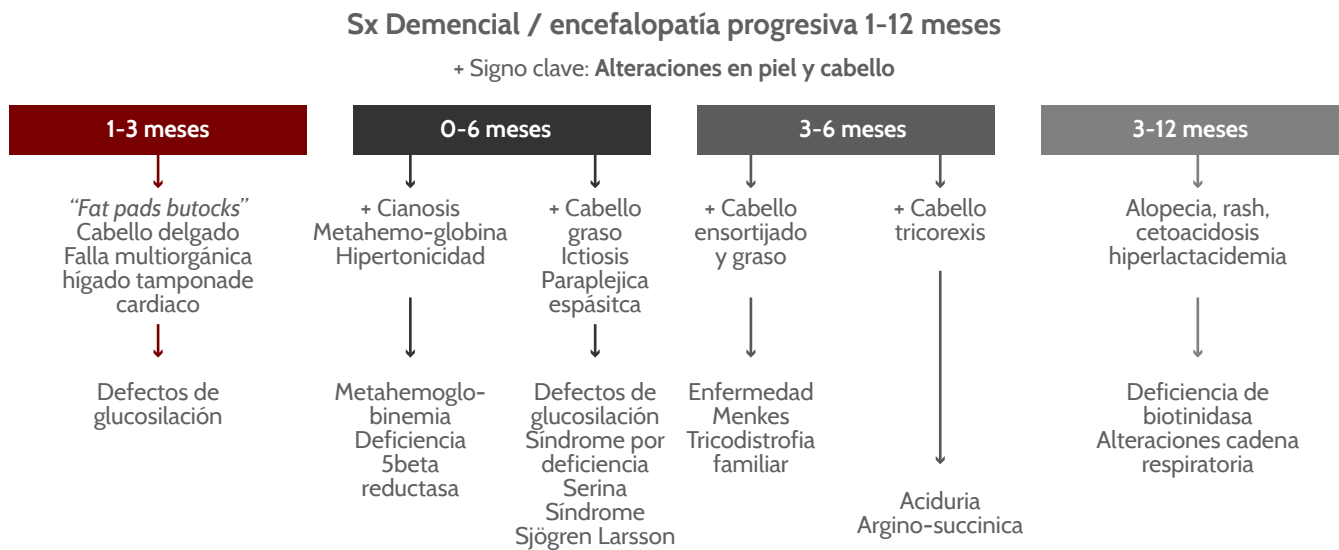 Sx Demencial / encefalopatía progresiva 1-12 meses
+ Signo clave: Alteraciones en piel y cabello
1-3 meses
"Fat pads butocks"
Cabello delgado
Falla multiorgánica
hígado tamponade
cardiaco
Defectos de
glucosilación
0-6 meses
+ Cianosis
Metahemo-globina
Hipertonicidad
Metahemoglo-
binemia
Deficiencia
5beta
reductasa
+ Cabello
graso
Ictiosis
Paraplejica
espásitca
Defectos de
glucosilación
Síndrome por
deficiencia
Serina
Síndrome
Sjögren Larsson
3-6 meses
+ Cabello
ensortijado
y graso
Enfermedad
Menkes
Tricodistrofia
familiar
+ Cabello
tricorexis
Aciduria
Argino-succinica
3-12 meses
Alopecia, rash,
cetoacidosis
hiperlactacidemia
Deficiencia de
biotinidasa
Alteraciones cadena
respiratoria